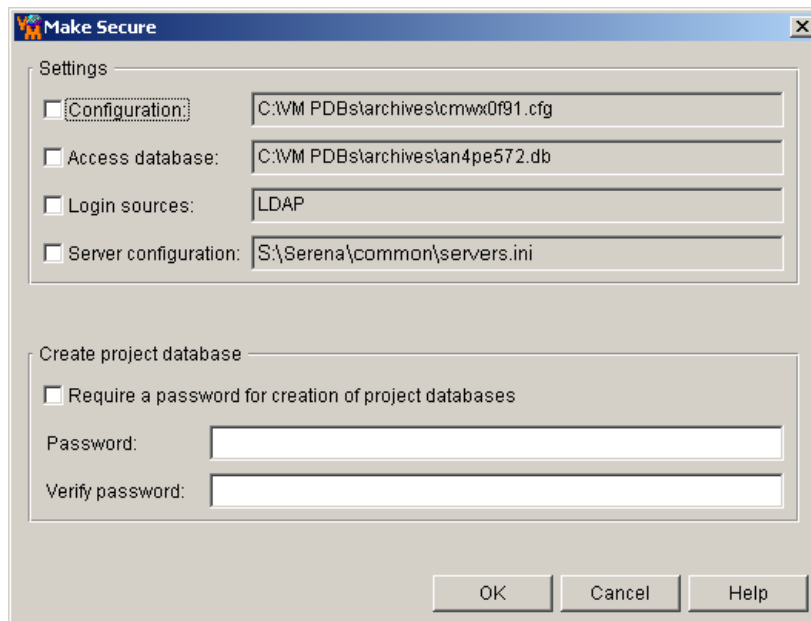 Make Secure
Settings
Configuration: C:\VM PDBs\archives\cmwx0f91.cfg
Access database: C:\VM PDBs\archives\an4pe572.db
Login sources: LDAP
Server configuration: S:\Serena\common\servers.ini
Create project database
Require a password for creation of project databases
Password:
Verify password:
OK Cancel Help